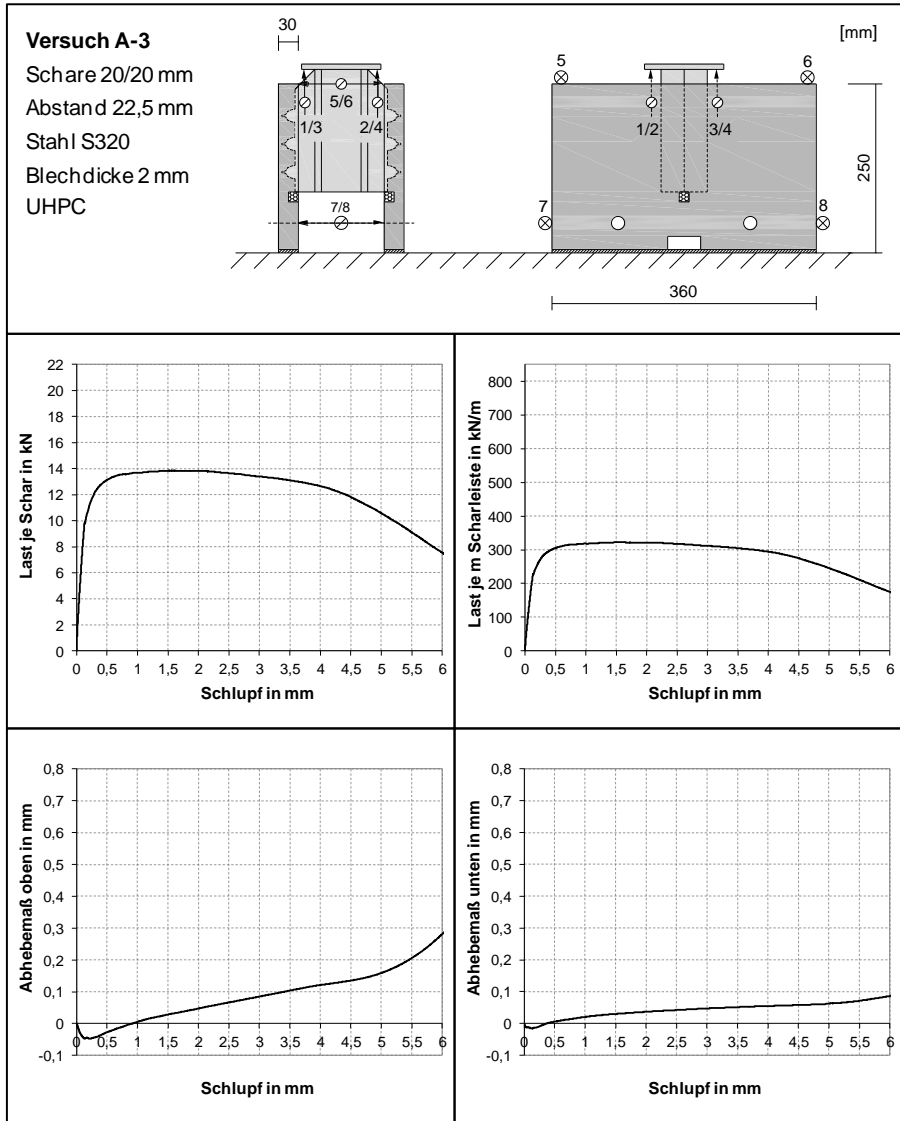 Versuch A-3
Schare 20/20 mm
Abstand 22,5 mm
Stahl S320
Blechdicke 2 mm
UHPC
30
5/6
1/3 2/4
7/8
[mm]
5 6
1/2 3/4
7 8
250
360
Last je Schar in kN
22
20
18
16
14
12
10
8
6
4
2
0
0 0,5 1 1,5 2 2,5 3 3,5 4 4,5 5 5,5 6
Schlupf in mm
Last je m Scharleiste in kN/m
800
700
600
500
400
300
200
100
0
0 0,5 1 1,5 2 2,5 3 3,5 4 4,5 5 5,5 6
Schlupf in mm
Abhebemaß oben in mm
0,8
0,7
0,6
0,5
0,4
0,3
0,2
0,1
0
-0,1
0 0,5 1 1,5 2 2,5 3 3,5 4 4,5 5 5,5 6
Schlupf in mm
Abhebemaß unten in mm
0,8
0,7
0,6
0,5
0,4
0,3
0,2
0,1
0
-0,1
0 0,5 1 1,5 2 2,5 3 3,5 4 4,5 5 5,5 6
Schlupf in mm